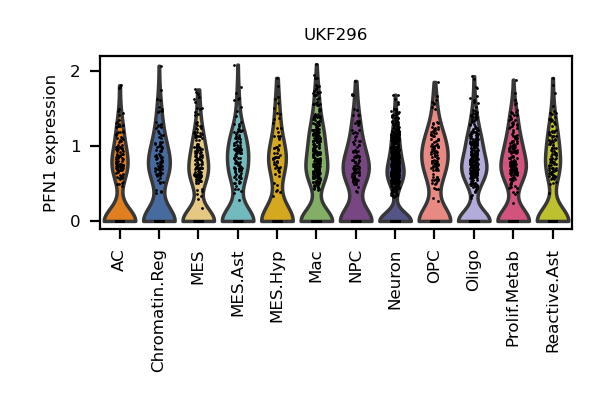 UKF296
PFN1 expression
2
1
0
AC
Chromatin.Reg
MES
MES.Ast
MES.Hyp
Mac
NPC
Neuron
OPC
Oligo
Prolif.Metab
Reactive.Ast